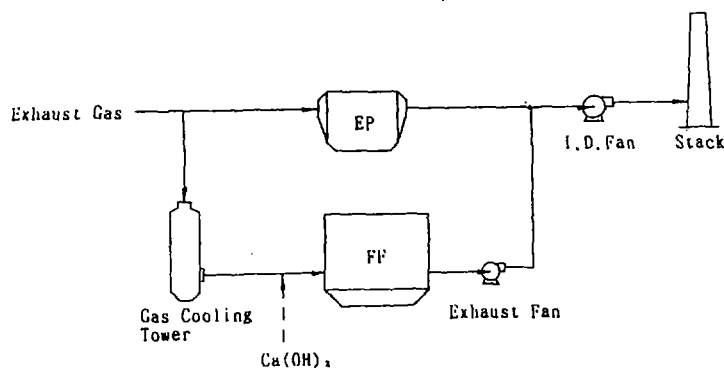 Exhaust Gas
EP
I.D.Fan
Stack
FF
Gas Cooling
Tower
Exhaust Fan
Ca(OH)₂